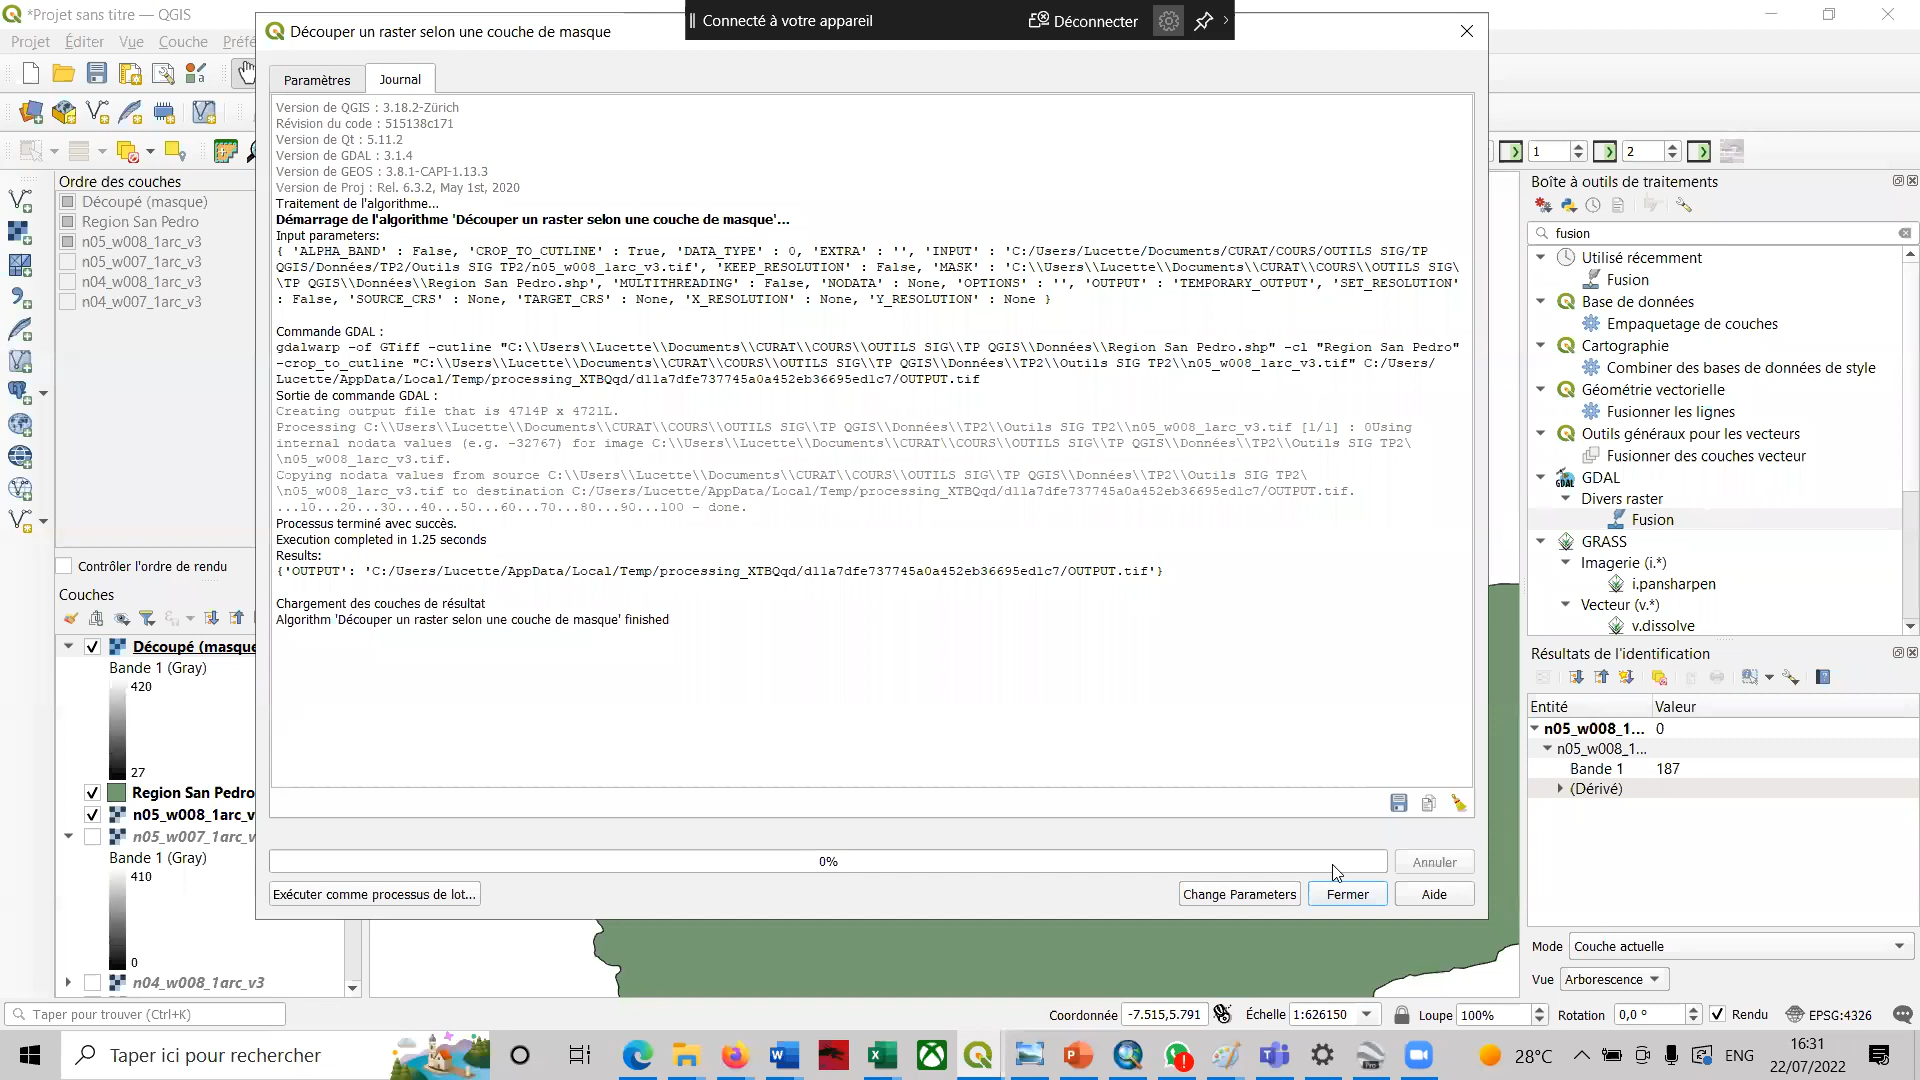 *Projet sans titre — QGIS
Projet Éditer Vue Couche Préfé
Connecté à votre appareil Déconnecter
Découper un raster selon une couche de masque
Paramètres Journal
Version de QGIS : 3.18.2-Zürich
Révision du code : 515138c171
Version de Qt : 5.11.2
Version de GDAL : 3.1.4
Version de GEOS : 3.8.1-CAPI-1.13.3
Version de Proj : Rel. 6.3.2, May 1st, 2020
Traitement de l'algorithme...
Démarrage de l'algorithme 'Découper un raster selon une couche de masque'...
Input parameters:
{ 'ALPHA_BAND' : False, 'CROP_TO_CUTLINE' : True, 'DATA_TYPE' : 0, 'EXTRA' : '', 'INPUT' : 'C:/Users/Lucette/Documents/CURAT/COURS/OUTILS SIG/TP
QGIS/Données/TP2/Outils SIG TP2/n05_w008_1arc_v3.tif', 'KEEP_RESOLUTION' : False, 'MASK' : 'C:\\Users\\Lucette\\Documents\\CURAT\\COURS\\OUTILS SIG\
\TP QGIS\\Données\\Region San Pedro.shp', 'MULTITHREADING' : False, 'NODATA' : None, 'OPTIONS' : '', 'OUTPUT' : 'TEMPORARY_OUTPUT', 'SET_RESOLUTION'
: False, 'SOURCE_CRS' : None, 'TARGET_CRS' : None, 'X_RESOLUTION' : None, 'Y_RESOLUTION' : None }
Commande GDAL :
gdalwarp -of GTiff -cutline "C:\\Users\\Lucette\\Documents\\CURAT\\COURS\\OUTILS SIG\\TP QGIS\\Données\\Region San Pedro.shp" -cl "Region San Pedro"
-crop_to_cutline "C:\\Users\\Lucette\\Documents\\CURAT\\COURS\\OUTILS SIG\\TP QGIS\\Données\\TP2\\Outils SIG TP2\\n05_w008_1arc_v3.tif" C:/Users/
Lucette/AppData/Local/Temp/processing_XTBQqd/d11a7dfe737745a0a452eb36695ed1c7/OUTPUT.tif
Sortie de commande GDAL :
Creating output file that is 4714P x 4721L.
Processing C:\\Users\\Lucette\\Documents\\CURAT\\COURS\\OUTILS SIG\\TP QGIS\\Données\\TP2\\Outils SIG TP2\\n05_w008_1arc_v3.tif [1/1] : 0Using
internal nodata values (e.g. -32767) for image C:\\Users\\Lucette\\Documents\\CURAT\\COURS\\OUTILS SIG\\TP QGIS\\Données\\TP2\\Outils SIG TP2\
\n05_w008_1arc_v3.tif.
Copying nodata values from source C:\\Users\\Lucette\\Documents\\CURAT\\COURS\\OUTILS SIG\\TP QGIS\\Données\\TP2\\Outils SIG TP2\
\n05_w008_1arc_v3.tif to destination C:/Users/Lucette/AppData/Local/Temp/processing_XTBQqd/d11a7dfe737745a0a452eb36695ed1c7/OUTPUT.tif.
...10...20...30...40...50...60...70...80...90...100 - done.
Processus terminé avec succès.
Execution completed in 1.25 seconds
Results:
{'OUTPUT': 'C:/Users/Lucette/AppData/Local/Temp/processing_XTBQqd/d11a7dfe737745a0a452eb36695ed1c7/OUTPUT.tif'}
Chargement des couches de résultat
Algorithm 'Découper un raster selon une couche de masque' finished
0%
Annuler
Exécuter comme processus de lot...
Change Parameters
Fermer
Aide
Ordre des couches
Découpé (masque)
Region San Pedro
n05_w008_1arc_v3
n05_w007_1arc_v3
n04_w008_1arc_v3
n04_w007_1arc_v3
Contrôler l'ordre de rendu
Couches
Découpé (masque
Bande 1 (Gray)
420
27
Region San Pedro
n05_w008_1arc_v
n05_w007_1arc_v
Bande 1 (Gray)
410
0
n04_w008_1arc_v3
1
2
Boîte à outils de traitements
fusion
Utilisé récemment
Fusion
Base de données
Empaquetage de couches
Cartographie
Combiner des bases de données de style
Géométrie vectorielle
Fusionner les lignes
Outils généraux pour les vecteurs
Fusionner des couches vecteur
GDAL
GDAL
Divers raster
Fusion
GRASS
Imagerie (i.*)
i.pansharpen
Vecteur (v.*)
v.dissolve
Résultats de l'identification
Entité Valeur
n05_w008_1... 0
n05_w008_1...
Bande 1 187
(Dérivé)
Mode Couche actuelle
Vue Arborescence
Taper pour trouver (Ctrl+K)
Coordonnée -7.515,5.791 Échelle 1:626150 Loupe 100% Rotation 0,0 ° Rendu EPSG:4326
Taper ici pour rechercher
28°C ENG 16:31
22/07/2022